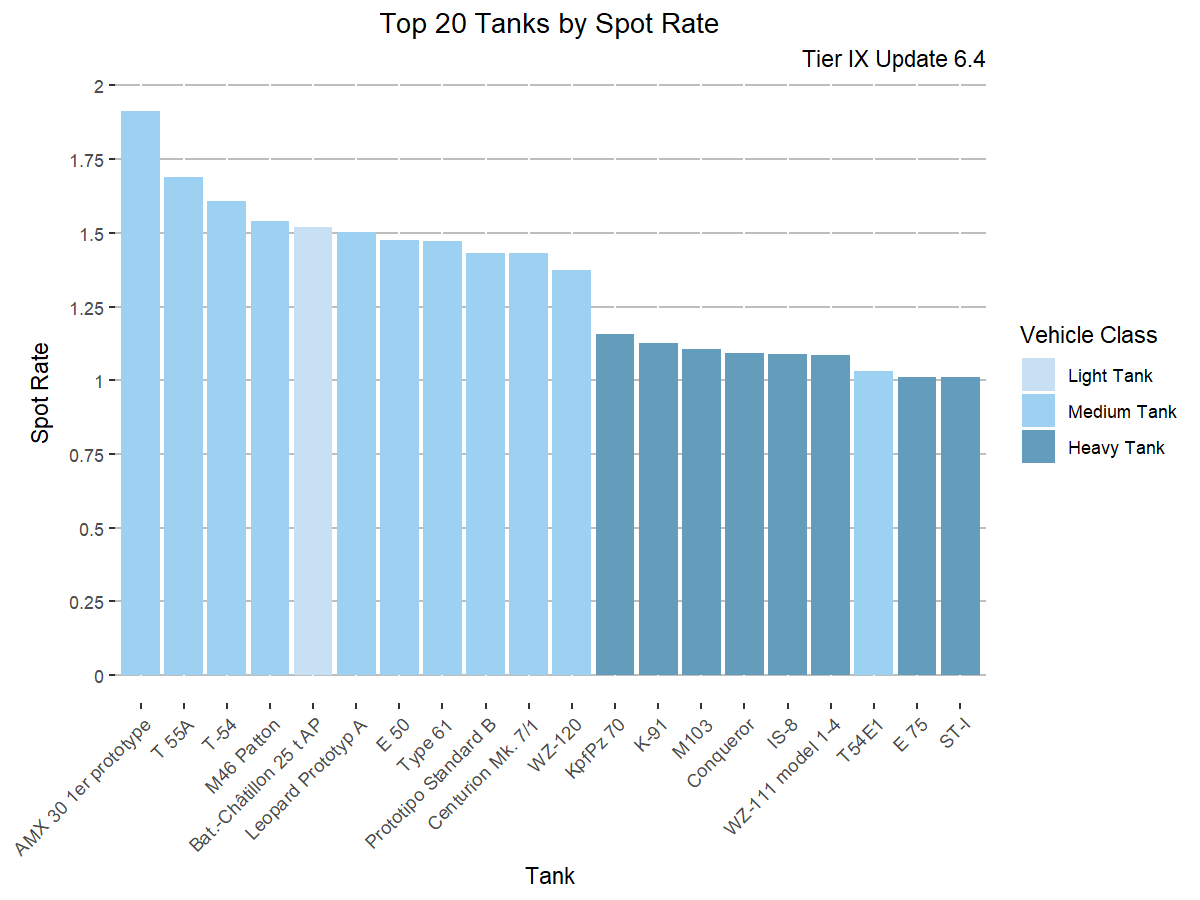 Top 20 Tanks by Spot Rate
Tier IX Update 6.4
2
1.75
1.5
1.25
1
0.75
0.5
0.25
0
Spot Rate
AMX 30 1er prototype
T 55A
T-54
M46 Patton
Bat.-Châtillon 25 t AP
Leopard Prototyp A
E 50
Type 61
Prototipo Standard B
Centurion Mk. 7/1
WZ-120
KpfPz 70
K-91
M103
Conqueror
IS-8
WZ-111 model 1-4
T54E1
E 75
ST-I
Tank
Vehicle Class
Light Tank
Medium Tank
Heavy Tank